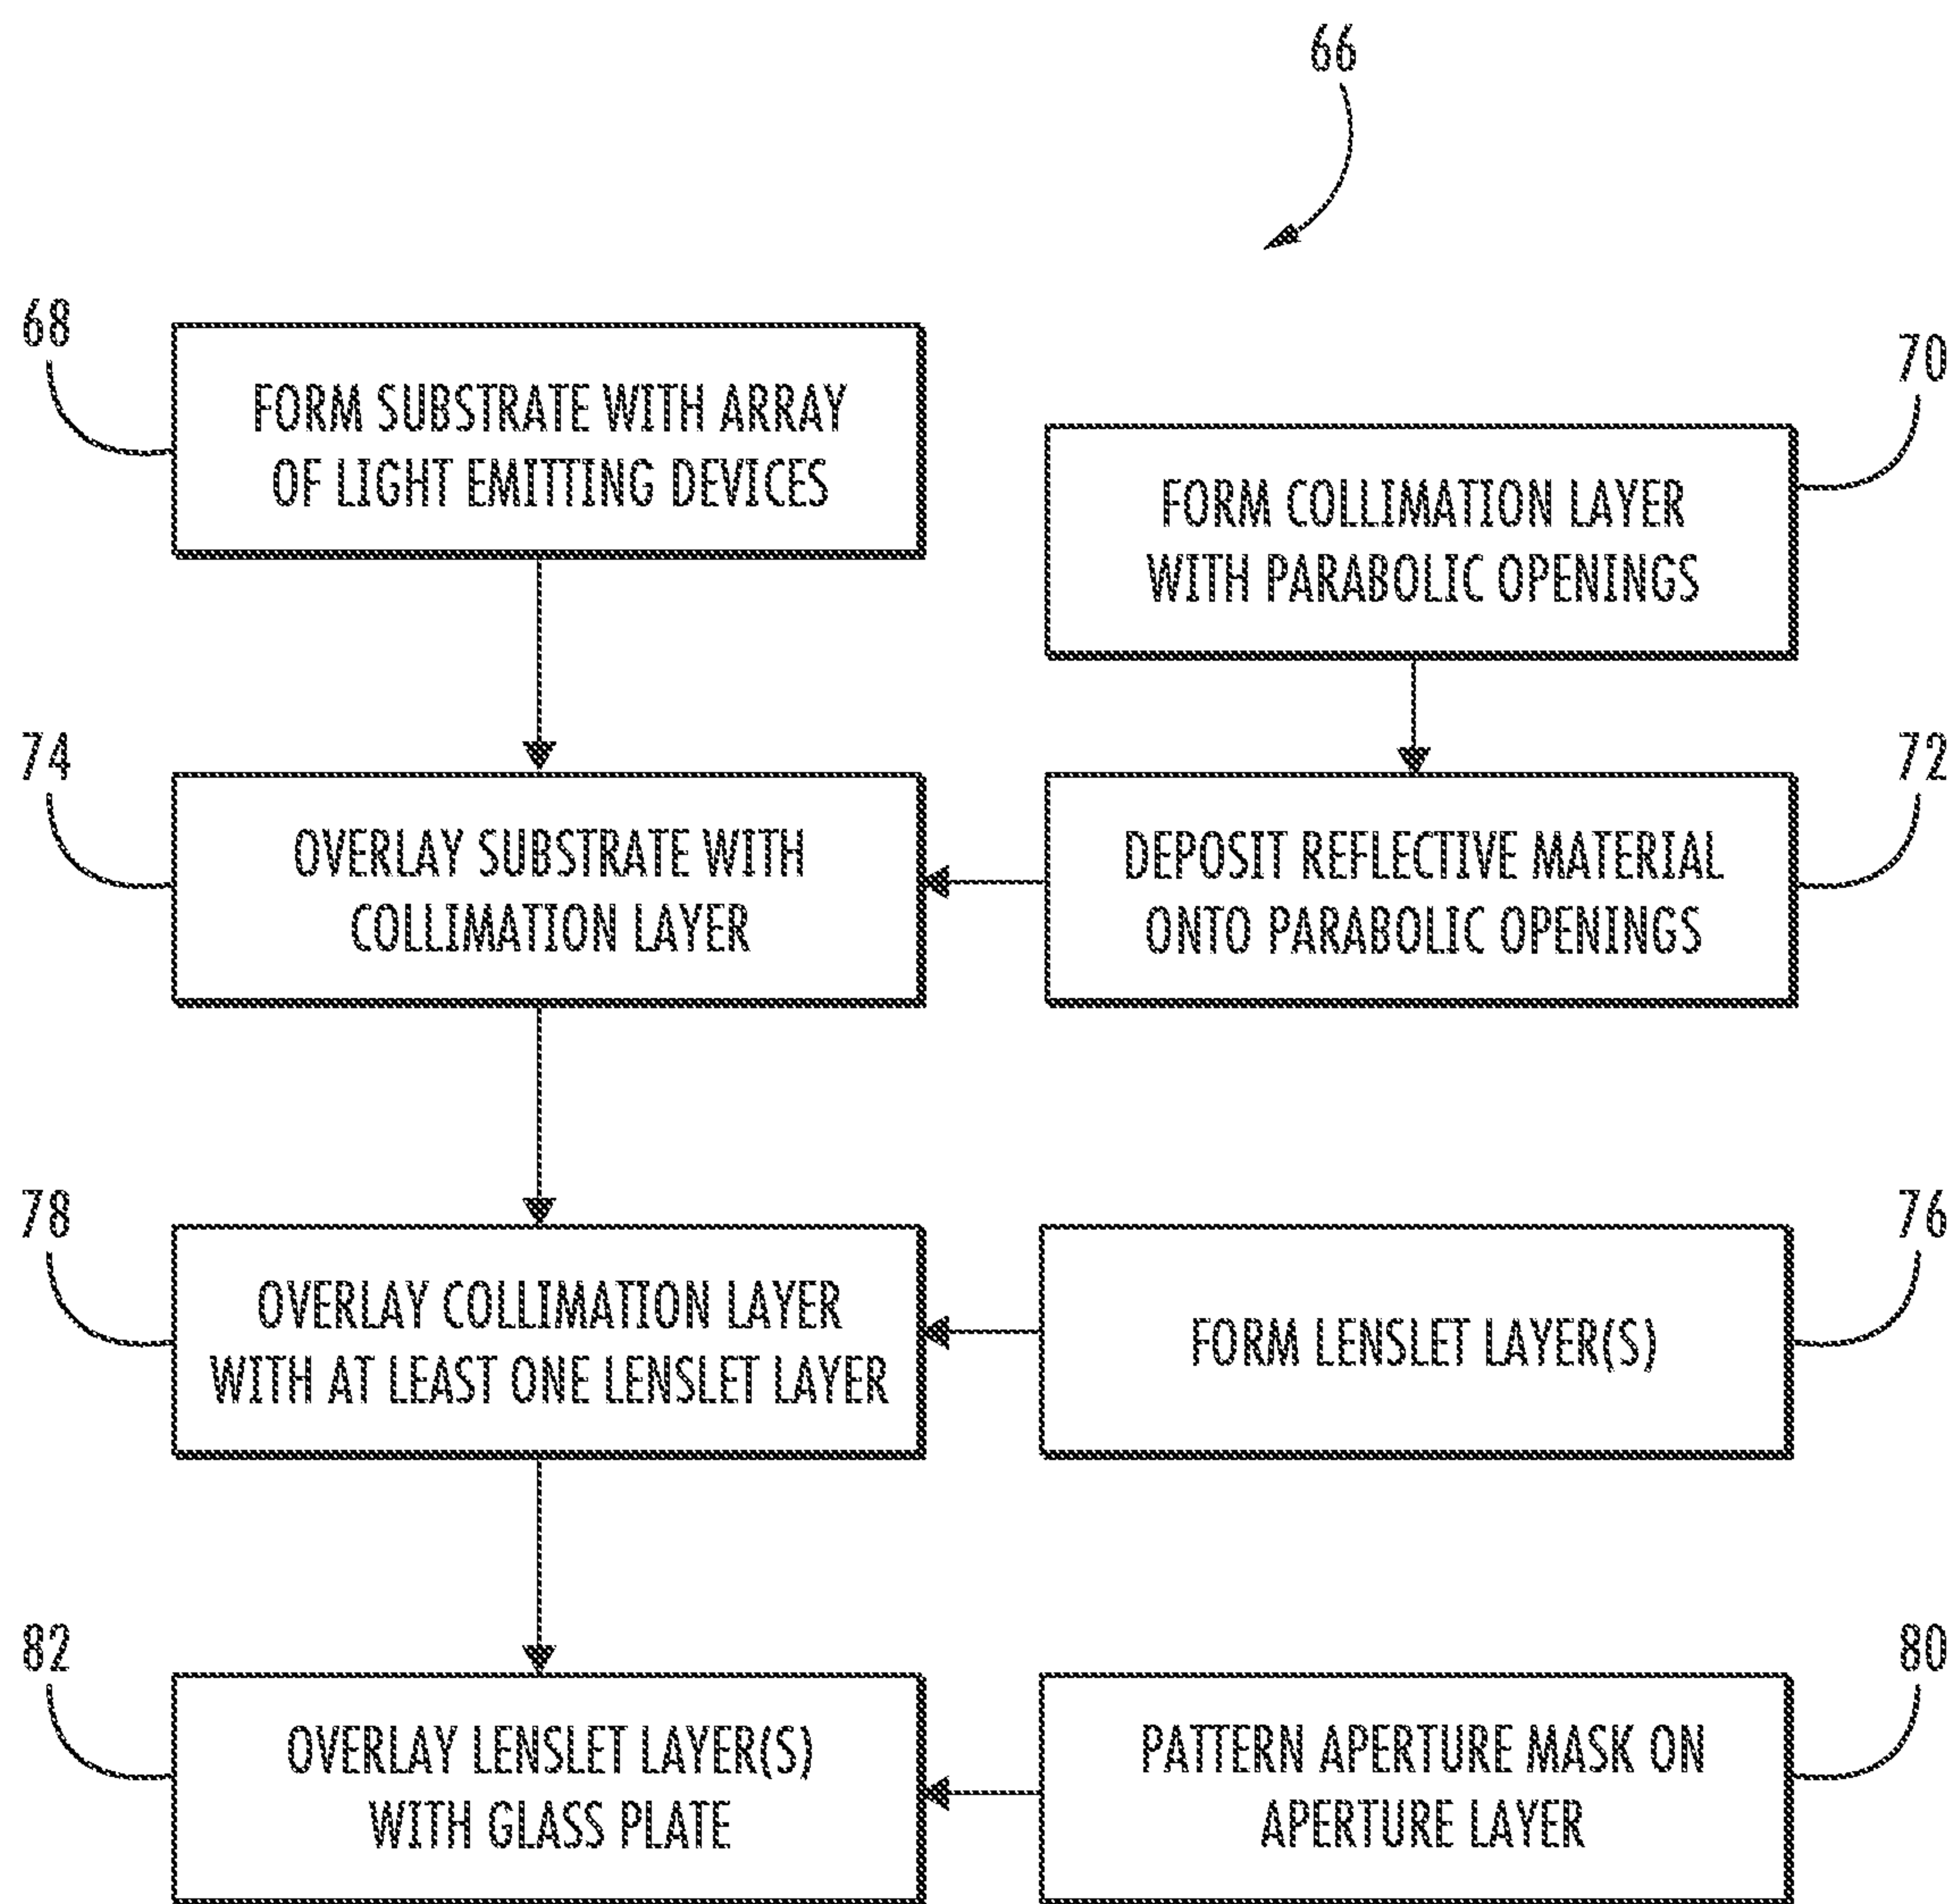 66
68
FORM SUBSTRATE WITH ARRAY
OF LIGHT EMITTING DEVICES
70
FORM COLLIMATION LAYER
WITH PARABOLIC OPENINGS
74
OVERLAY SUBSTRATE WITH
COLLIMATION LAYER
72
DEPOSIT REFLECTIVE MATERIAL
ONTO PARABOLIC OPENINGS
78
OVERLAY COLLIMATION LAYER
WITH AT LEAST ONE LENSLET LAYER
76
FORM LENSLET LAYER(S)
82
OVERLAY LENSLET LAYER(S)
WITH GLASS PLATE
80
PATTERN APERTURE MASK ON
APERTURE LAYER